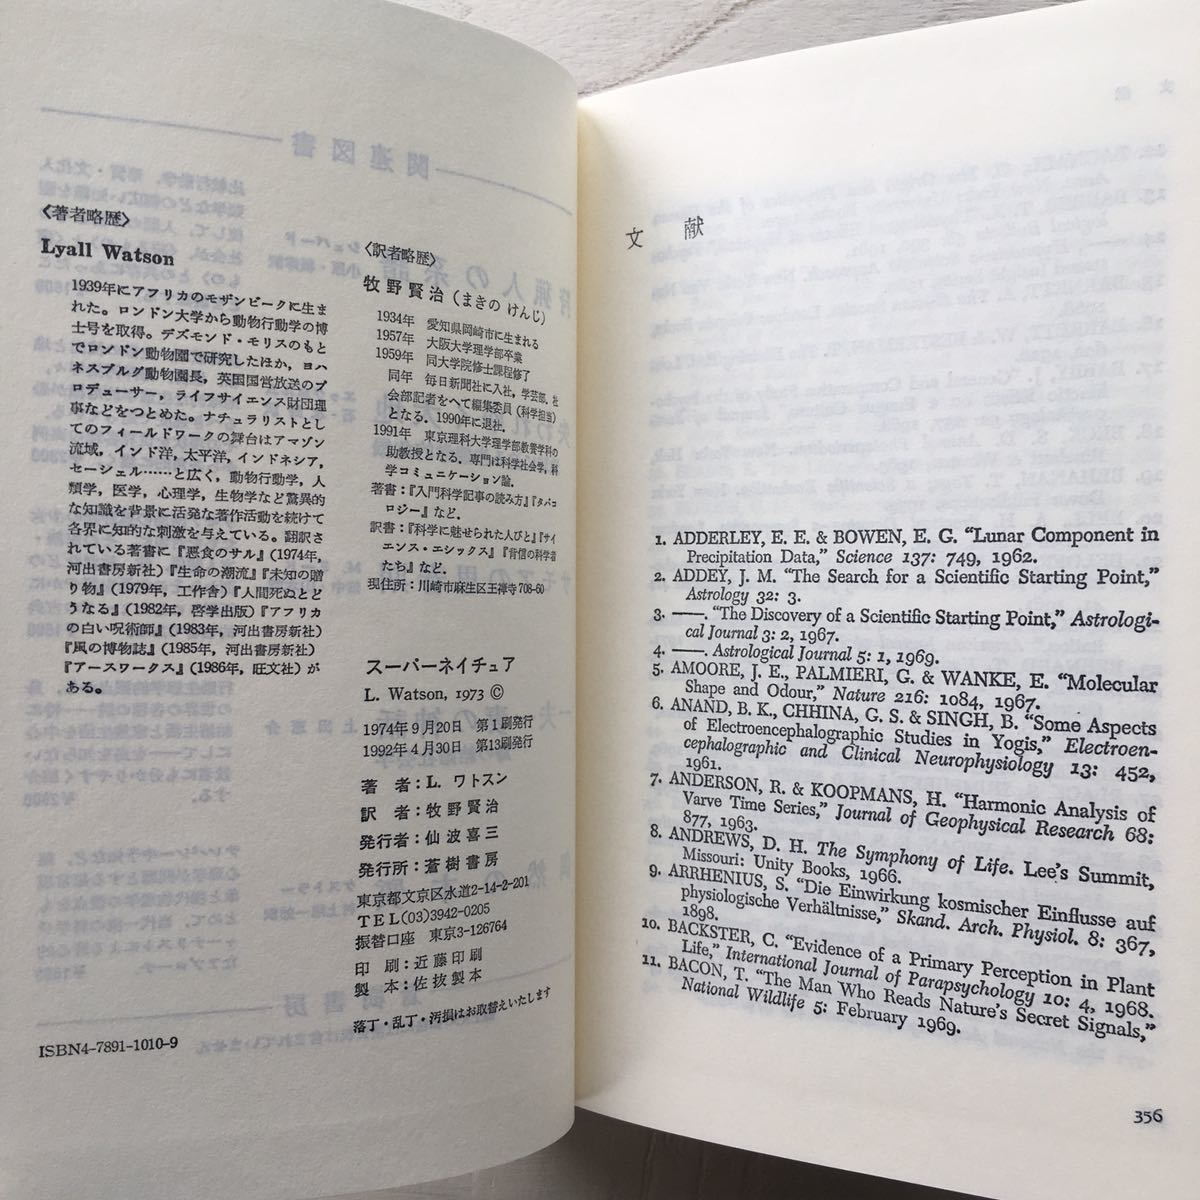 〈著者略歴〉
Lyall Watson
1939年にアフリカのモザンビークに生ま
れた。ロンドン大学から動物行動学の博
士号を取得。デズモンド・モリスのもと
でロンドン動物園で研究したほか，ヨハ
ネスブルグ動物園長，英国国営放送のプ
ロデューサー，ライフサイエンス財団理
事などをつとめた。ナチュラリストとし
てのフィールドワークの舞台はアマゾン
流域，インド洋，太平洋，インドネシア，
セーシェル……と広く，動物行動学，人
類学，医学，心理学，生物学など驚異的
な知識を背景に活発な著作活動を続けて
各界に知的な刺激を与えている。翻訳さ
れている著書に『悪食のサル』(1974年，
河出書房新社)『生命の潮流』『未知の贈
り物』(1979年，工作舎)『人間死ぬとど
うなる』(1982年，啓学出版)『アフリカ
の白い呪術師』(1983年，河出書房新社)
『風の博物誌』(1985年，河出書房新社)
『アースワークス』(1986年，旺文社)が
ある。
ISBN4-7891-1010-9
〈訳者略歴〉
牧野賢治(まきの けんじ)
1934年 愛知県岡崎市に生まれる
1957年 大阪大学理学部卒業
1959年 同大学院修士課程修了
同年 毎日新聞社に入社，学芸部，社
会部記者をへて編集委員(科学担当)
となる．1990年に退社．
1991年 東京理科大学理学部教養学科の
助教授となる．専門は科学社会学，科
学コミュニケーション論．
著書：『入門科学記事の読み方』『タバコ
ロジー』など．
訳書：『科学に魅せられた人びと』『サイ
エンス・エシックス』『背信の科学者
たち』など．
現住所：川崎市麻生区王禅寺708-60
スーパーネイチュア
L. Watson, 1973 ©
1974年9月20日 第1刷発行
1992年4月30日 第13刷発行
著 者：L. ワトスン
訳 者：牧野賢治
発行者：仙波喜三
発行所：蒼樹書房
東京都文京区水道2-14-2-201
TEL(03)3942-0205
振替口座 東京3-126764
印 刷：近藤印刷
製 本：佐抜製本
落丁・乱丁・汚損はお取替えいたします
文 献
1. ADDERLEY, E. E. & BOWEN, E. G. “Lunar Component in
Precipitation Data,” Science 137: 749, 1962.
2. ADDEY, J. M. “The Search for a Scientific Starting Point,”
Astrology 32: 3.
3. ——. “The Discovery of a Scientific Starting Point,” Astrologi-
cal Journal 3: 2, 1967.
4. ——. Astrological Journal 5: 1, 1969.
5. AMOORE, J. E., PALMIERI, G. & WANKE, E. “Molecular
Shape and Odour,” Nature 216: 1084, 1967.
6. ANAND, B. K., CHHINA, G. S. & SINGH, B. “Some Aspects
of Electroencephalographic Studies in Yogis,” Electroen-
cephalographic and Clinical Neurophysiology 13: 452,
1961.
7. ANDERSON, R. & KOOPMANS, H. “Harmonic Analysis of
Varve Time Series,” Journal of Geophysical Research 68:
877, 1963.
8. ANDREWS, D. H. The Symphony of Life. Lee's Summit,
Missouri: Unity Books, 1966.
9. ARRHENIUS, S. “Die Einwirkung kosmischer Einflusse auf
physiologische Verhältnisse,” Skand. Arch. Physiol. 8: 367,
1898.
10. BACKSTER, C. “Evidence of a Primary Perception in Plant
Life,” International Journal of Parapsychology 10: 4, 1968.
11. BACON, T. “The Man Who Reads Nature's Secret Signals,”
National Wildlife 5: February 1969.
356